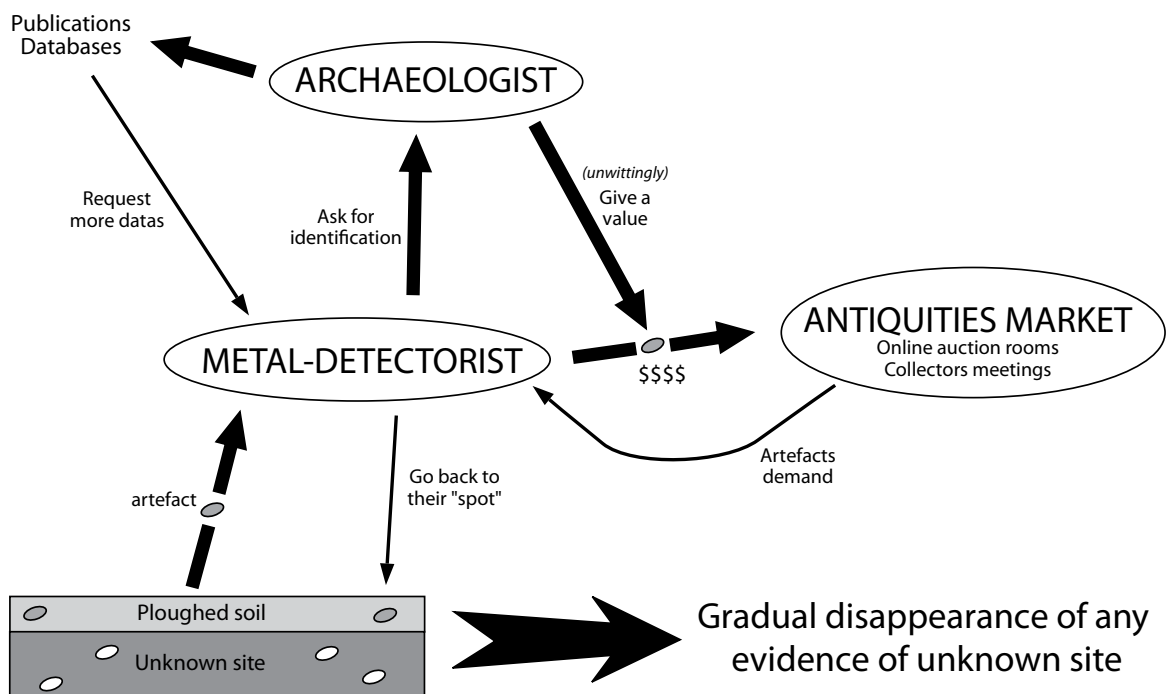 Publications
Databases
ARCHAEOLOGIST
(unwittingly)
Give a
value
Request
more datas
Ask for
identification
METAL-DETECTORIST
$$$$
ANTIQUITIES MARKET
Online auction rooms
Collectors meetings
Artefacts
demand
artefact
Go back to
their "spot"
Ploughed soil
Unknown site
Gradual disappearance of any
evidence of unknown site